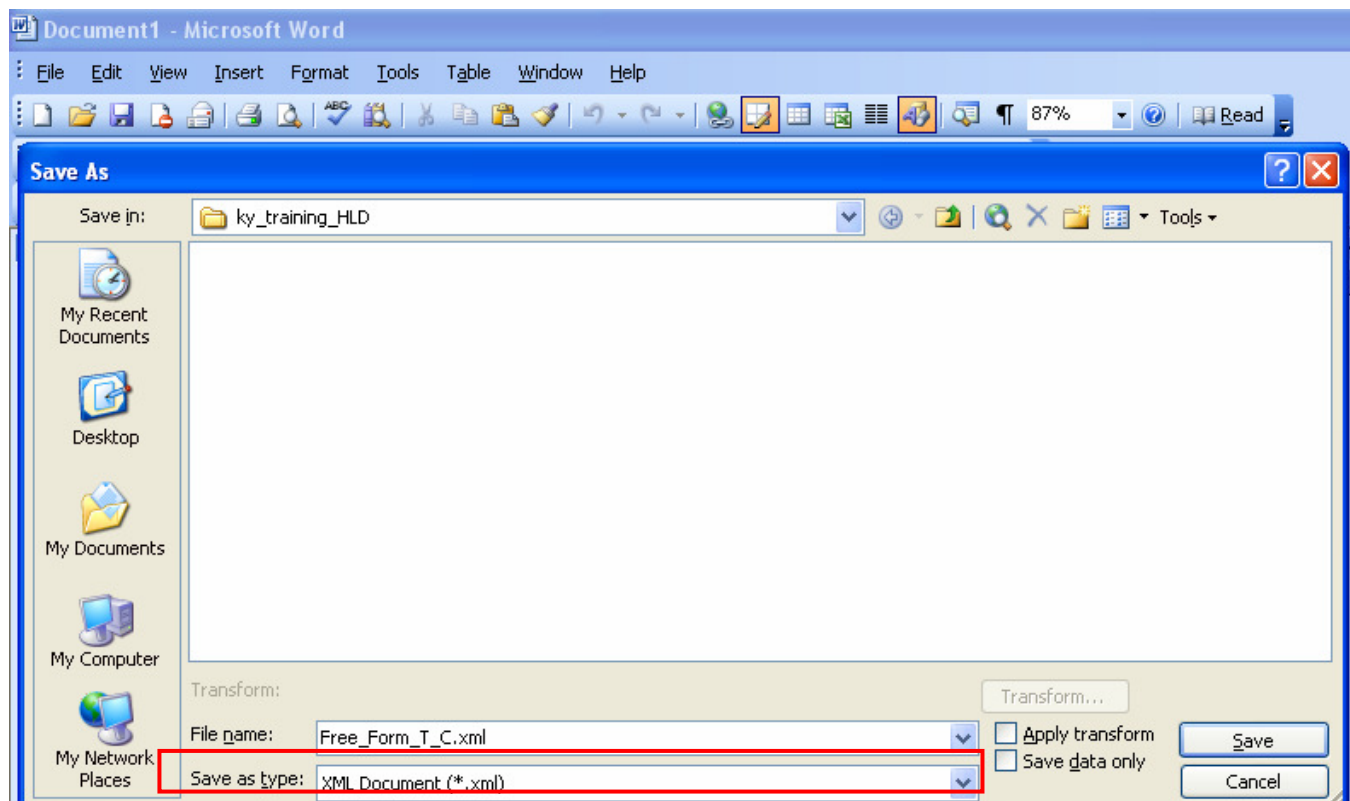 Document1 - Microsoft Word
File Edit View Insert Format Tools Table Window Help
ABC 87% Read
Save As
Save in: ky_training_HLD Tools
My Recent
Documents
Desktop
My Documents
My Computer
My Network
Places
Transform: Transform...
File name: Free_Form_T_C.xml Apply transform Save
Save as type: XML Document (*.xml) Save data only Cancel